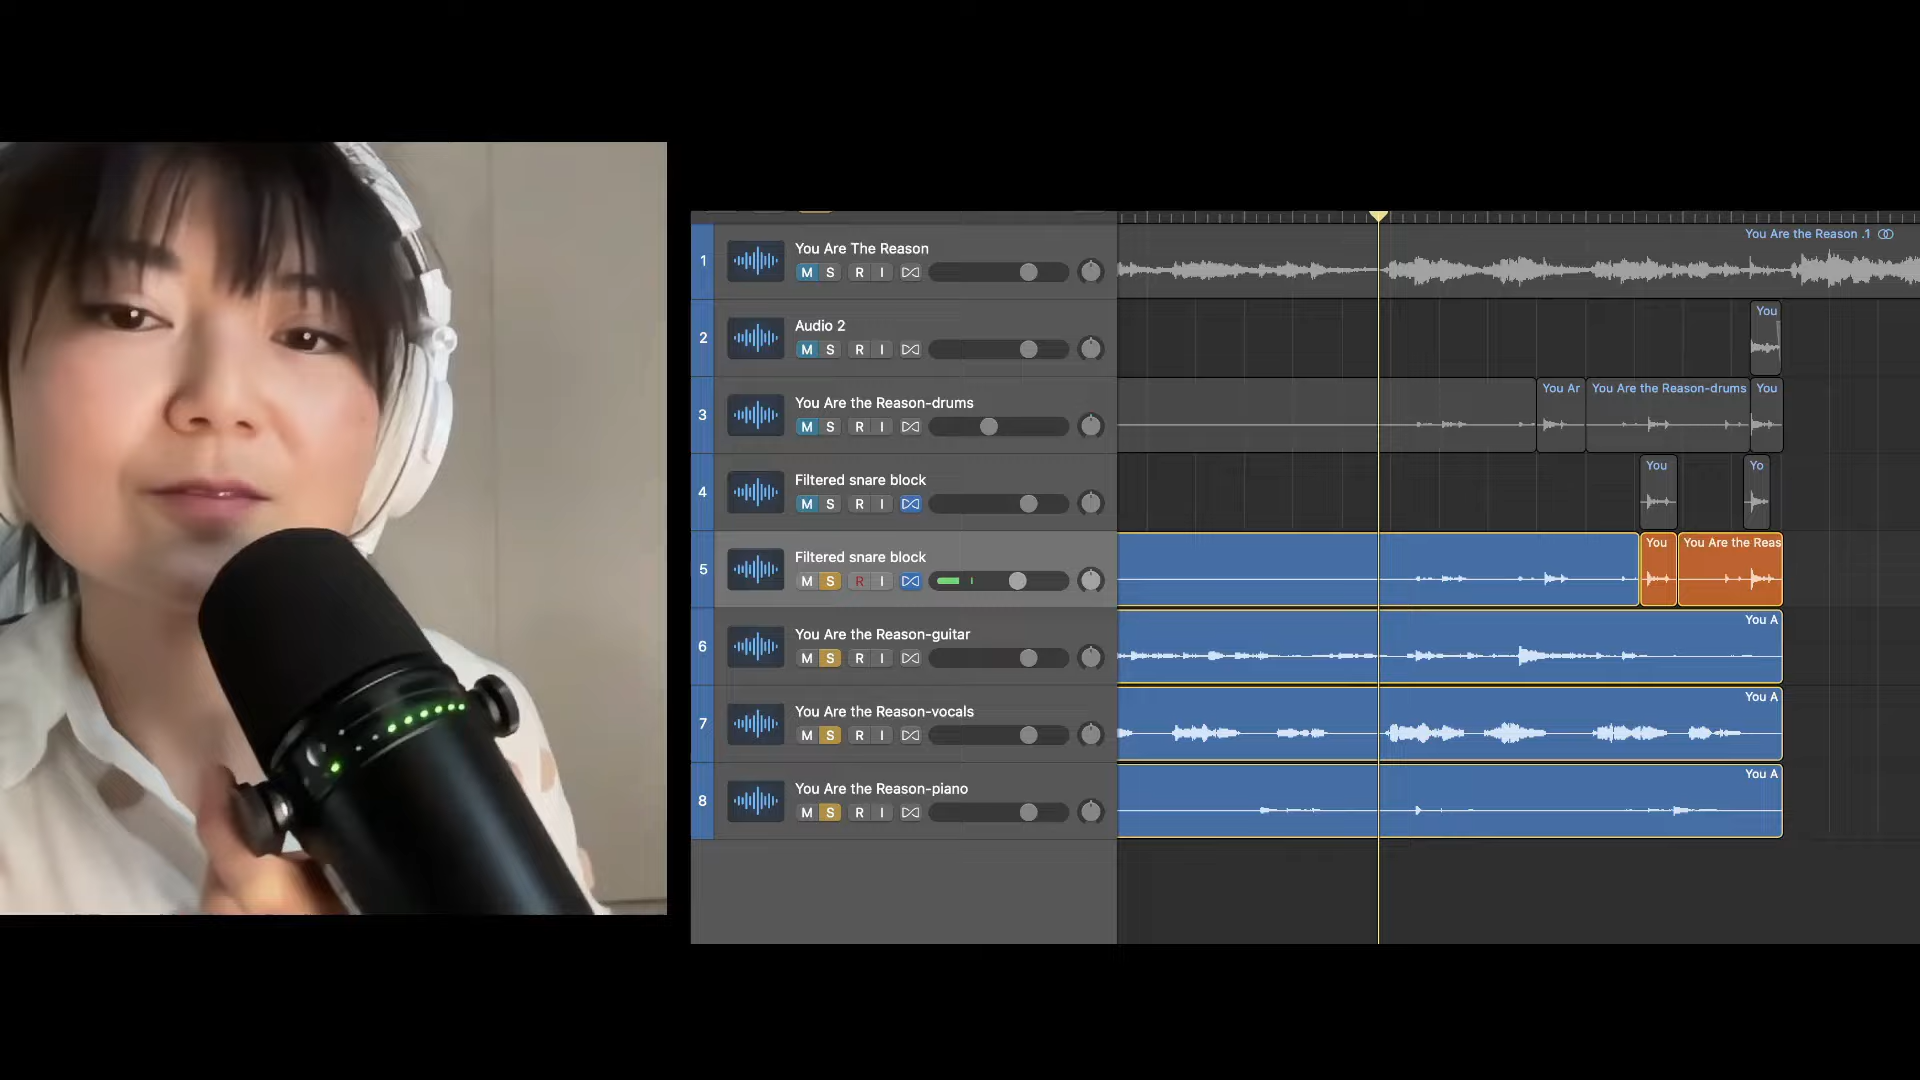 You Are the Reason .1
1
You Are The Reason
M S R I
You
2
Audio 2
M S R I
You Ar
You Are the Reason-drums
You
3
You Are the Reason-drums
M S R I
You
Yo
4
Filtered snare block
M S R I
You
You Are the Reas
5
Filtered snare block
M S R I
You A
6
You Are the Reason-guitar
M S R I
You A
7
You Are the Reason-vocals
M S R I
You A
8
You Are the Reason-piano
M S R I